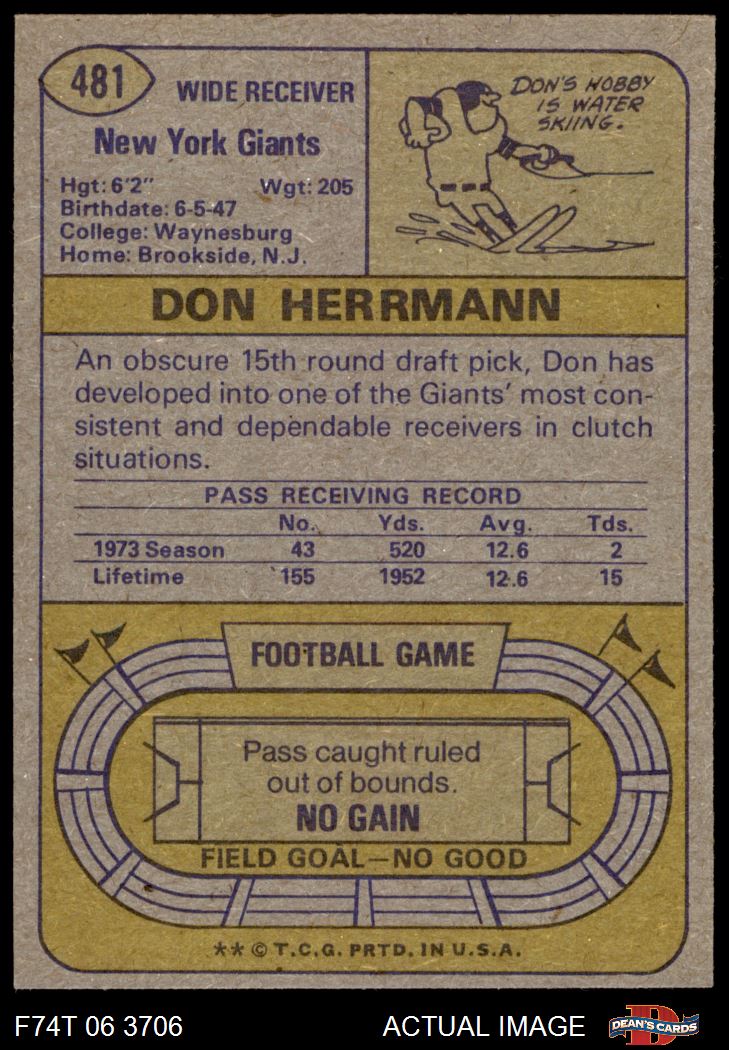 481
WIDE RECEIVER
New York Giants
Hgt: 6'2" Wgt: 205
Birthdate: 6-5-47
College: Waynesburg
Home: Brookside, N.J.
DON'S HOBBY
IS WATER
SKIING.
DON HERRMANN
An obscure 15th round draft pick, Don has
developed into one of the Giants' most con-
sistent and dependable receivers in clutch
situations.
PASS RECEIVING RECORD
No. Yds. Avg. Tds.
1973 Season 43 520 12.6 2
Lifetime 155 1952 12.6 15
FOOTBALL GAME
Pass caught ruled
out of bounds.
NO GAIN
FIELD GOAL—NO GOOD
** © T.C.G. PRTD. IN U.S.A.
F74T 06 3706 ACTUAL IMAGE D DEAN'S CARDS